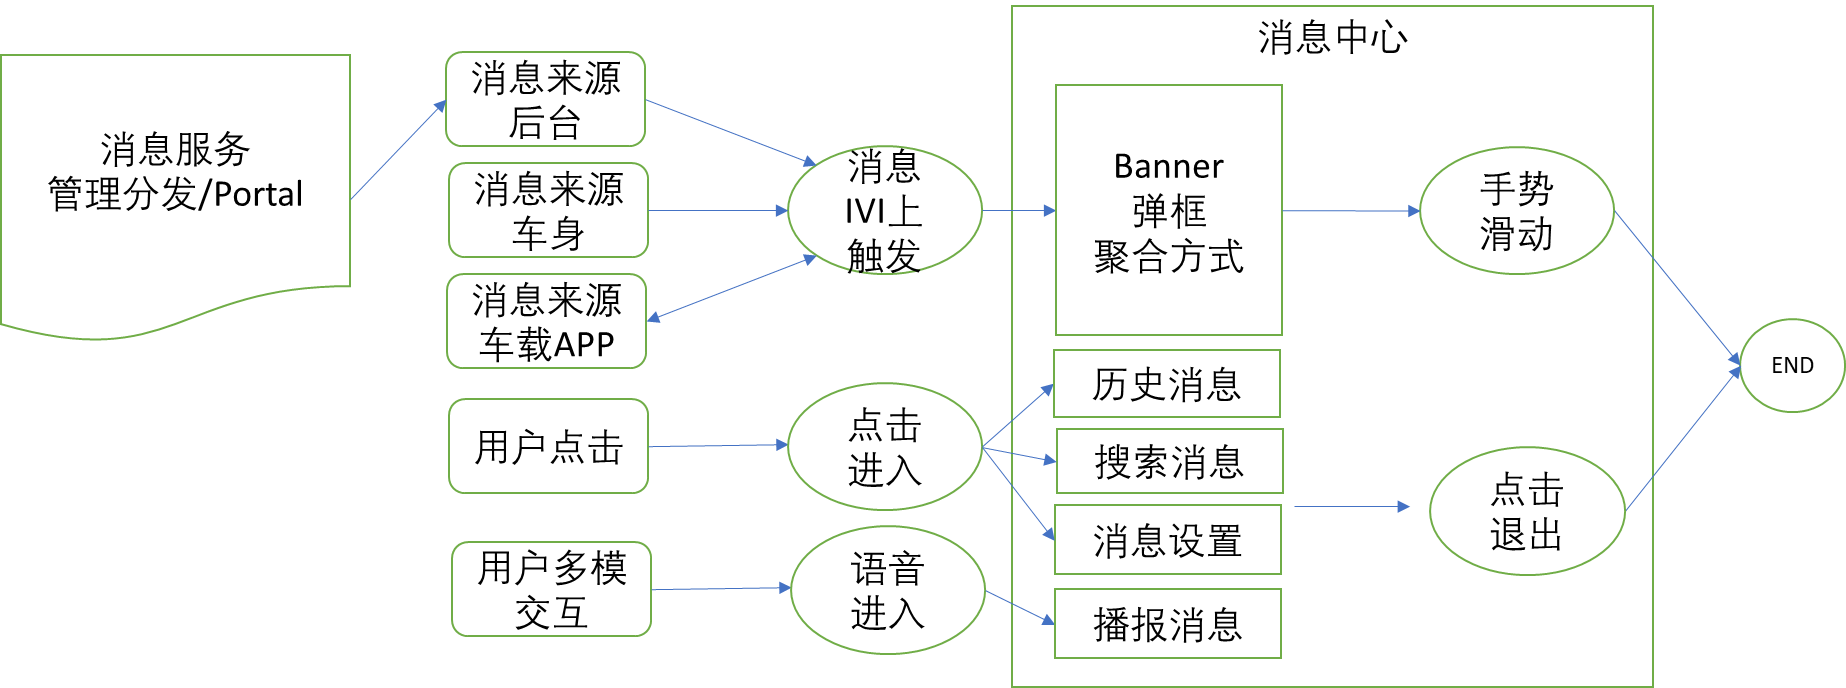 消息服务
管理分发/Portal
消息来源
后台
消息来源
车身
消息来源
车载APP
用户点击
用户多模
交互
消息
IVI上
触发
点击
进入
语音
进入
消息中心
Banner
弹框
聚合方式
历史消息
搜索消息
消息设置
播报消息
手势
滑动
点击
退出
END